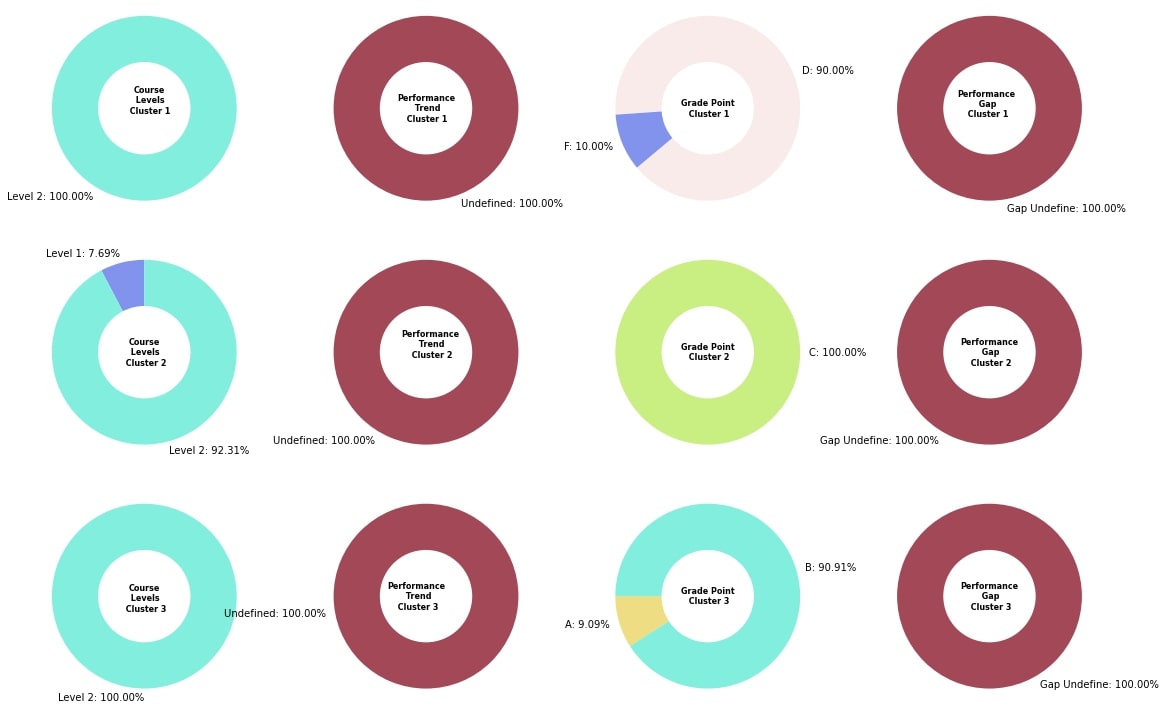 Course
Levels
Cluster 1
Level 2: 100.00%
Performance
Trend
Cluster 1
Undefined: 100.00%
Grade Point
Cluster 1
D: 90.00%
F: 10.00%
Performance
Gap
Cluster 1
Gap Undefine: 100.00%
Level 1: 7.69%
Course
Levels
Cluster 2
Level 2: 92.31%
Performance
Trend
Cluster 2
Undefined: 100.00%
Grade Point
Cluster 2
C: 100.00%
Performance
Gap
Cluster 2
Gap Undefine: 100.00%
Course
Levels
Cluster 3
Level 2: 100.00%
Performance
Trend
Cluster 3
Undefined: 100.00%
Grade Point
Cluster 3
B: 90.91%
A: 9.09%
Performance
Gap
Cluster 3
Gap Undefine: 100.00%